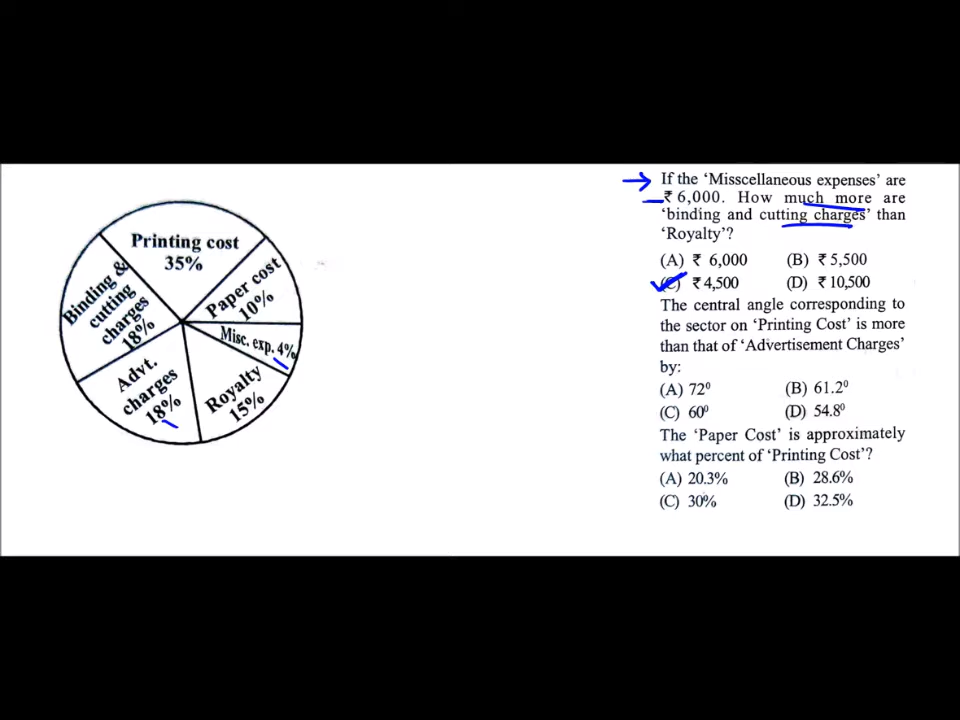 Printing cost
35%
Paper cost
10%
Misc. exp. 4%
Royalty
15%
Advt.
charges
18%
Binding &
cutting
charges
18%
If the ‘Misscellaneous expenses’ are
₹ 6,000. How much more are
‘binding and cutting charges’ than
‘Royalty’?
(A) ₹ 6,000 (B) ₹ 5,500
(C) ₹ 4,500 (D) ₹ 10,500
The central angle corresponding to
the sector on ‘Printing Cost’ is more
than that of ‘Advertisement Charges’
by:
(A) 72⁰ (B) 61.2⁰
(C) 60⁰ (D) 54.8⁰
The ‘Paper Cost’ is approximately
what percent of ‘Printing Cost’?
(A) 20.3% (B) 28.6%
(C) 30% (D) 32.5%